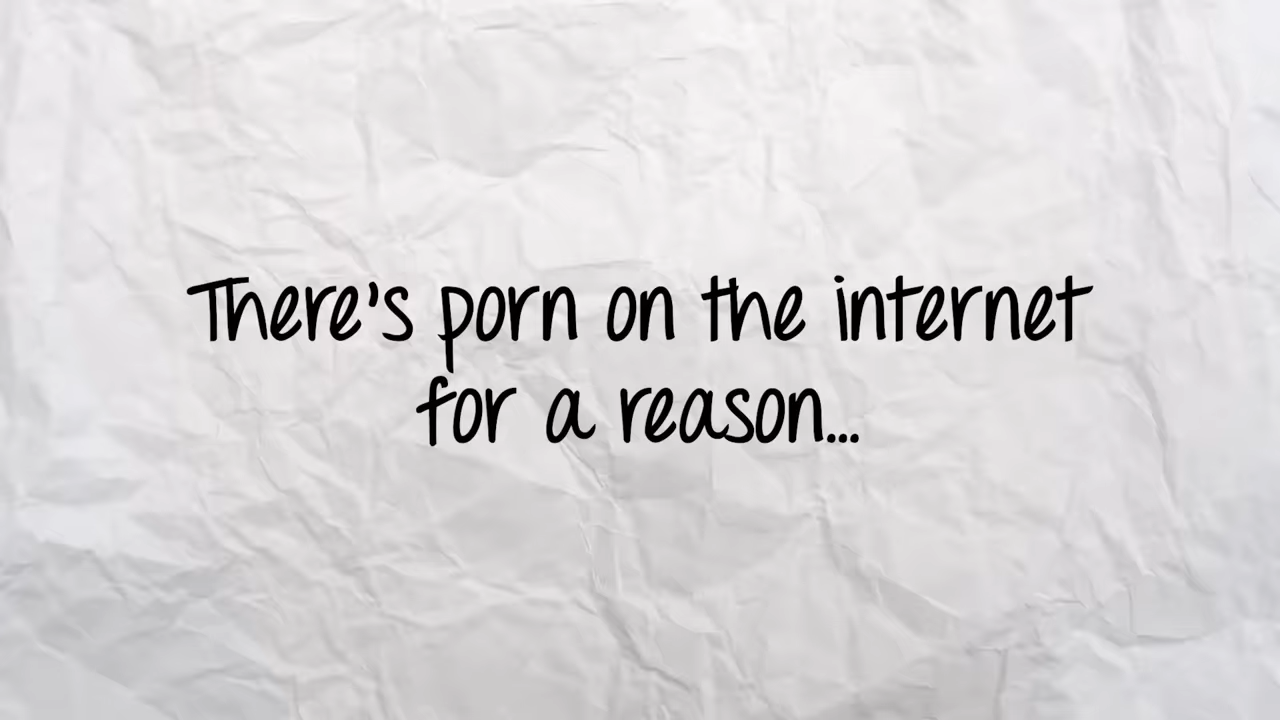 There's porn on the internet
for a reason...